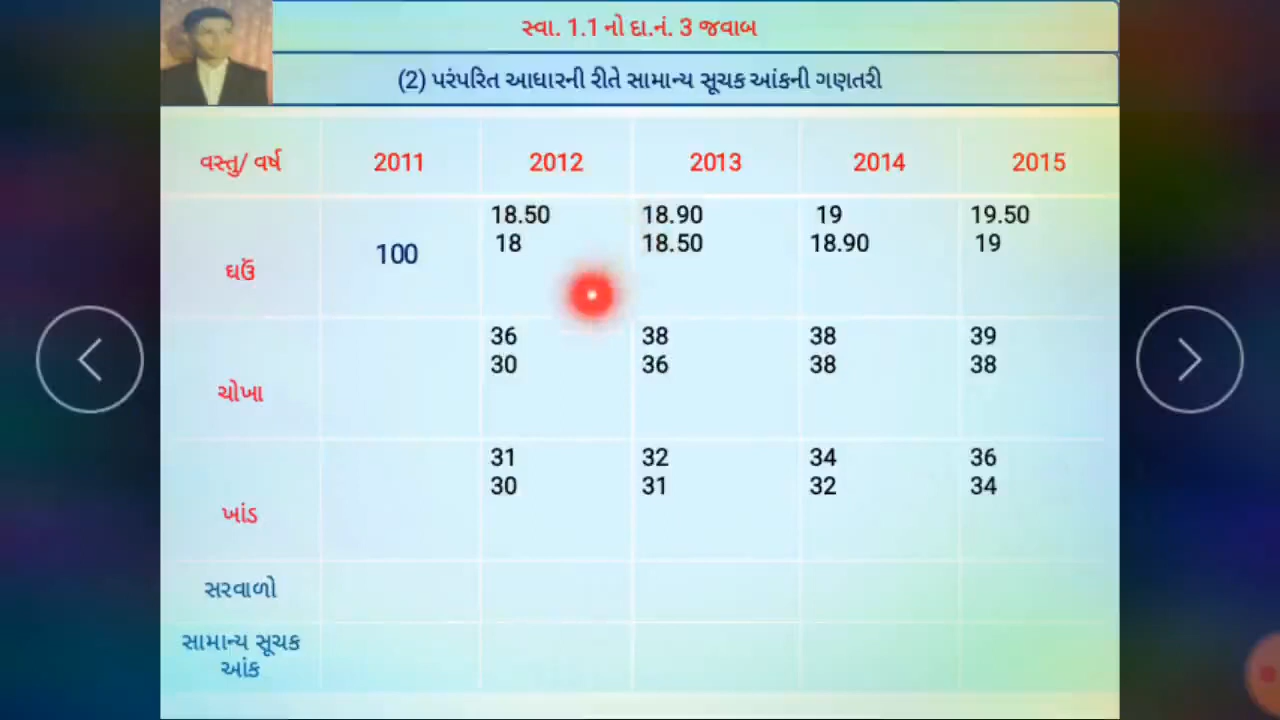 સ્વા. 1.1 નો દા.નં. 3 જવાબ
(2) પરંપરિત આધારની રીતે સામાન્ય સૂચક આંકની ગણતરી
વસ્તુ/ વર્ષ 2011 2012 2013 2014 2015
18.50 18.90 19 19.50
18 18.50 18.90 19
ઘઉં 100
36 38 38 39
30 36 38 38
ચોખા
31 32 34 36
30 31 32 34
ખાંડ
સરવાળો
સામાન્ય સૂચક
આંક